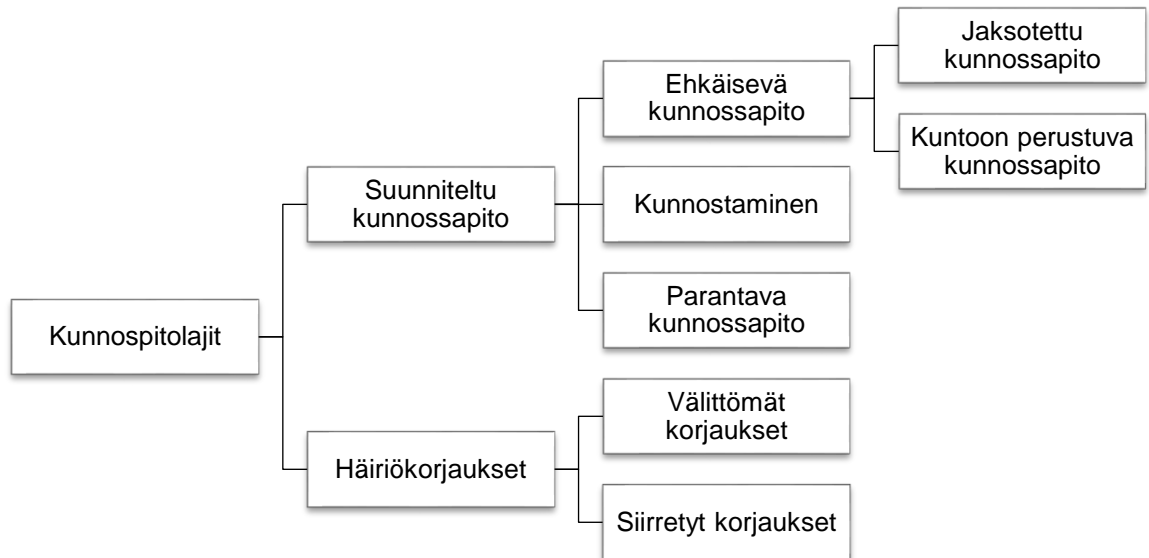 Jaksotettu
kunnossapito
Ehkäisevä
kunnossapito
Kuntoon perustuva
kunnossapito
Suunniteltu
kunnossapito
Kunnostaminen
Parantava
kunnossapito
Kunnospitolajit
Välittömät
korjaukset
Häiriökorjaukset
Siirretyt korjaukset